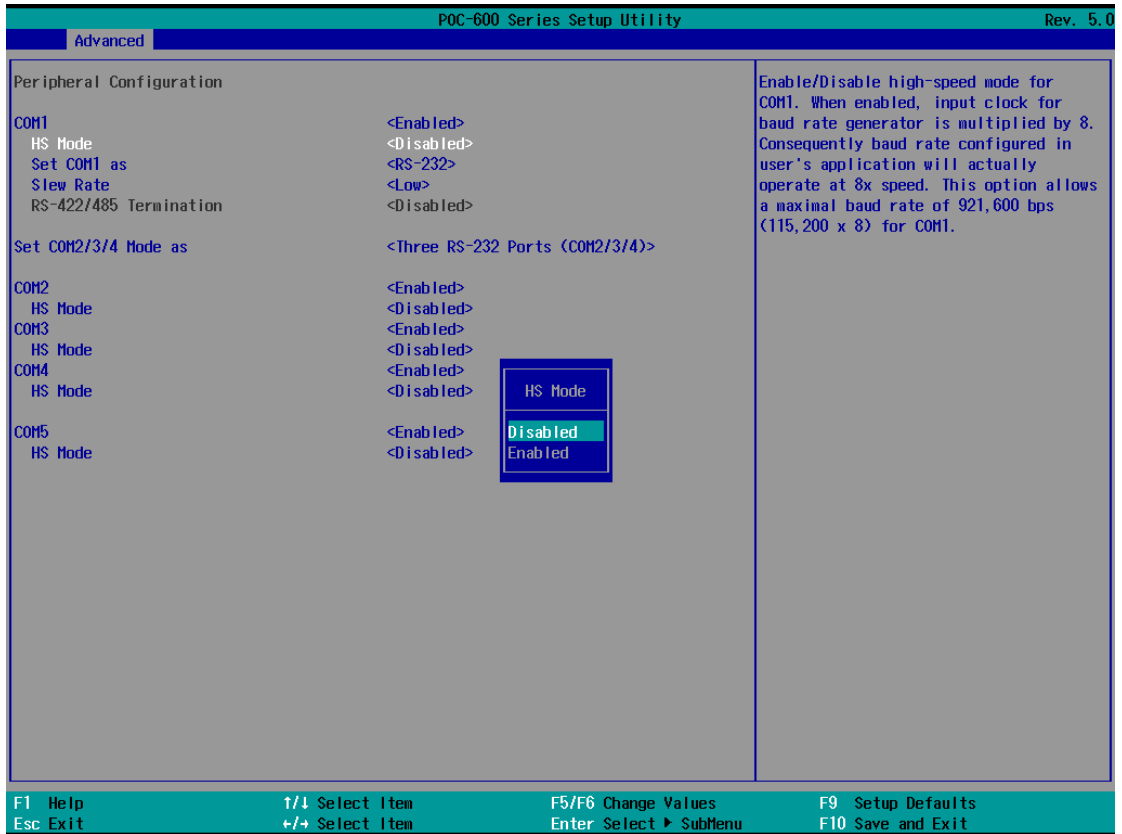 POC-600 Series Setup Utility Rev. 5.0
Advanced
Peripheral Configuration
COM1 <Enabled>
HS Mode <Disabled>
Set COM1 as <RS-232>
Slew Rate <Low>
RS-422/485 Termination <Disabled>
Set COM2/3/4 Mode as <Three RS-232 Ports (COM2/3/4)>
COM2 <Enabled>
HS Mode <Disabled>
COM3 <Enabled>
HS Mode <Disabled>
COM4 <Enabled>
HS Mode <Disabled>
COM5 <Enabled>
HS Mode <Disabled>
HS Mode
Disabled
Enabled
Enable/Disable high-speed mode for
COM1. When enabled, input clock for
baud rate generator is multiplied by 8.
Consequently baud rate configured in
user's application will actually
operate at 8x speed. This option allows
a maximal baud rate of 921,600 bps
(115,200 x 8) for COM1.
F1 Help ↑/↓ Select Item F5/F6 Change Values F9 Setup Defaults
Esc Exit ←/→ Select Item Enter Select ▶ SubMenu F10 Save and Exit